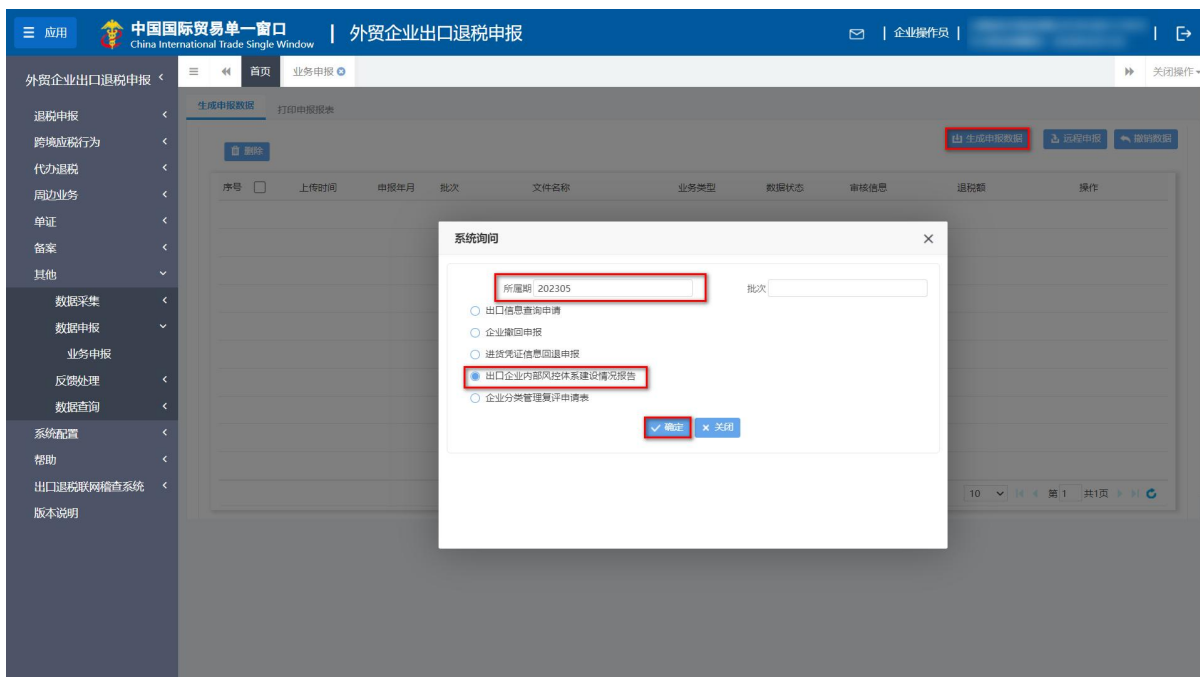 应用
中国国际贸易单一窗口
China International Trade Single Window
外贸企业出口退税申报
企业操作员
外贸企业出口退税申报
首页 业务申报 关闭操作
退税申报
跨境应税行为
代办退税
周边业务
单证
备案
其他
数据采集
数据申报
业务申报
反馈处理
数据查询
系统配置
帮助
出口退税联网稽查系统
版本说明
生成申报数据 打印申报报表
删除 生成申报数据 远程申报 撤销数据
序号 上传时间 申报年月 批次 文件名称 业务类型 数据状态 审核信息 退税额 操作
系统询问
所属期 202305 批次
出口信息查询申请
企业撤回申报
进货凭证信息回退申报
出口企业内部风控体系建设情况报告
企业分类管理复评申请表
确定 关闭
10 第 1 共1页